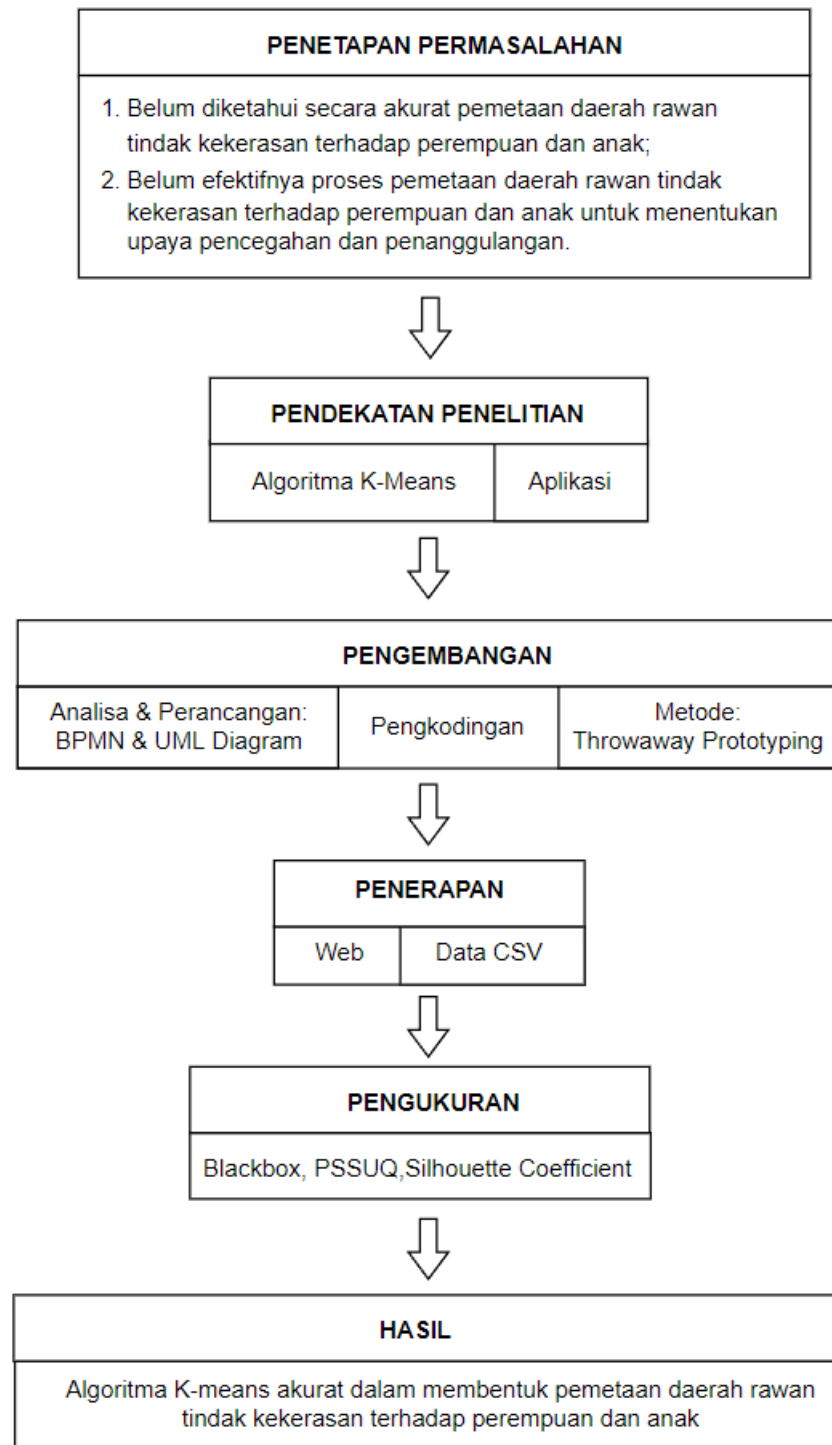 PENETAPAN PERMASALAHAN
1. Belum diketahui secara akurat pemetaan daerah rawan
tindak kekerasan terhadap perempuan dan anak;
2. Belum efektifnya proses pemetaan daerah rawan tindak
kekerasan terhadap perempuan dan anak untuk menentukan
upaya pencegahan dan penanggulangan.
PENDEKATAN PENELITIAN
Algoritma K-Means
Aplikasi
PENGEMBANGAN
Analisa & Perancangan:
BPMN & UML Diagram
Pengkodingan
Metode:
Throwaway Prototyping
PENERAPAN
Web
Data CSV
PENGUKURAN
Blackbox, PSSUQ,Silhouette Coefficient
HASIL
Algoritma K-means akurat dalam membentuk pemetaan daerah rawan
tindak kekerasan terhadap perempuan dan anak